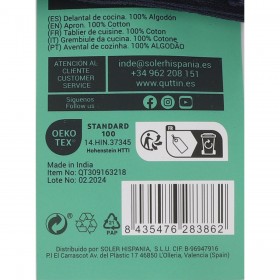 (ES) Delantal de cocina. 100% Algodón
(EN) Apron. 100% Cotton
(FR) Tablier de cuisine. 100% Coton
(IT) Grembiule da cucina. 100% Cotone
(PT) Avental de cozinha. 100% ALGODÃO
ATENCIÓN AL CLIENTE
CUSTOMER SERVICE
inde@solerhispania.es
+34 962 208 151
www.quttin.es
Síguenos
Follow us
OEKO TEX®
STANDARD 100
14.HIN.37345
Hohenstein HTTI
FR
Made in India
Item No: QT309163218
Lote No: 02.2024
21
PAP
8 435476 283862
Distribuido por: SOLER HISPANIA, S.L. CIF B-96947916
P.I El Carrascot Av. del Plàstic 17 46850, L'Olleria, Valencia (Spain)